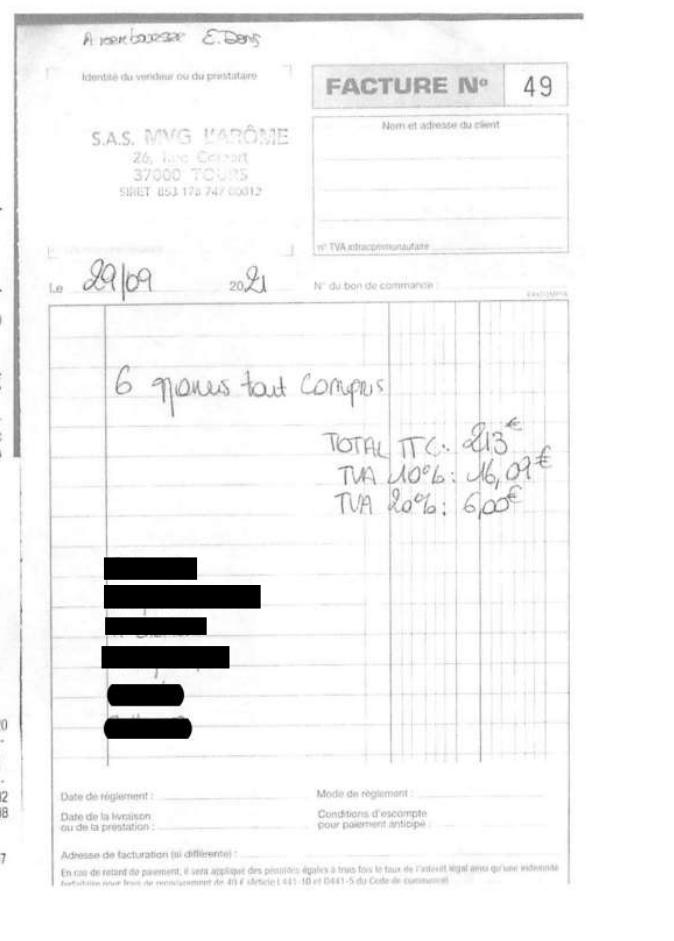 A rembourser E. Denis
Identité du vendeur ou du prestataire
FACTURE Nº 49
Nom et adresse du client
S.A.S. MVG L'ARÔME
26, Rue
37000 TOURS
SIRET 853 178 747 00012
n° TVA intracommunautaire
Le 29/09 2021
N° du bon de commande :
EXACOMPTA
6 menus tout compris
TOTAL TTC : 213€
TVA 10% : 16,09€
TVA 20% : 6,00€
Date de règlement :
Mode de règlement :
Date de la livraison
ou de la prestation :
Conditions d'escompte
pour paiement anticipé :
Adresse de facturation (si différente) :
En cas de retard de paiement, il sera appliqué des pénalités égales à trois fois le taux de l'intérêt légal ainsi qu'une indemnité
forfaitaire pour frais de recouvrement de 40 € (Article L441-10 et D441-5 du Code de commerce)